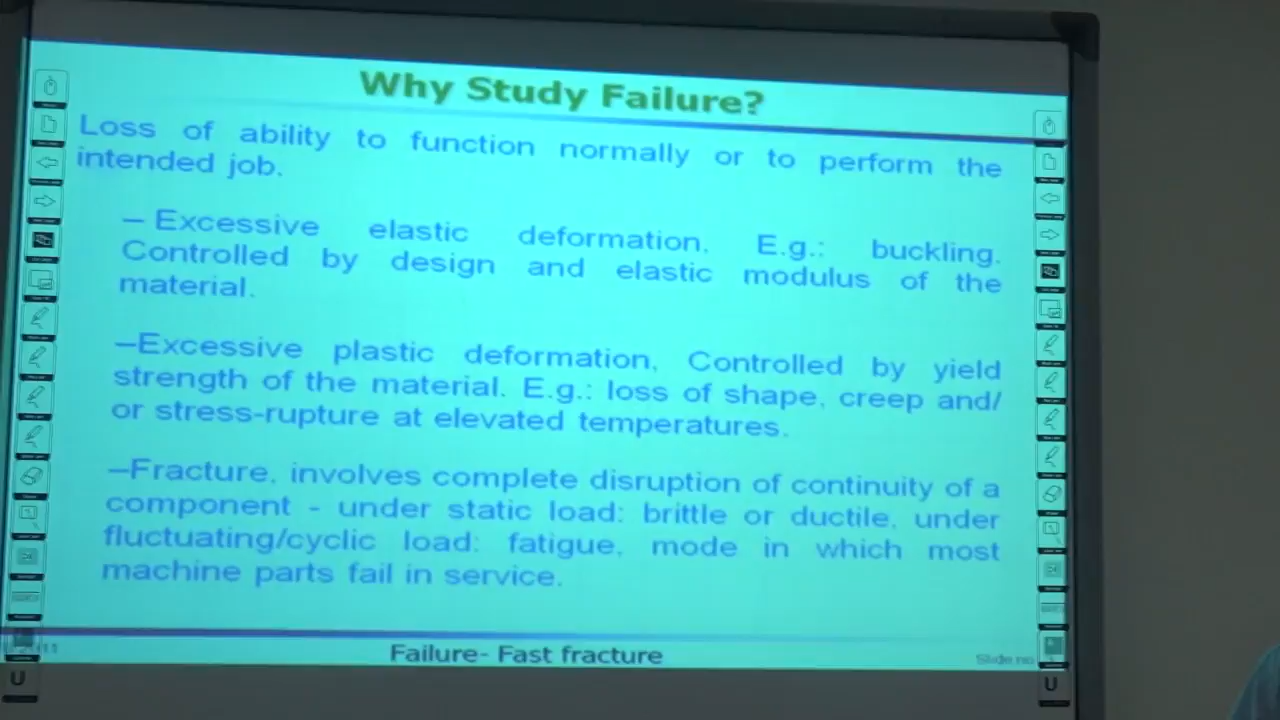 Why Study Failure?
Loss of ability to function normally or to perform the
intended job.
– Excessive elastic deformation. E.g.: buckling.
Controlled by design and elastic modulus of the
material.
–Excessive plastic deformation, Controlled by yield
strength of the material. E.g.: loss of shape, creep and/
or stress-rupture at elevated temperatures.
–Fracture, involves complete disruption of continuity of a
component - under static load: brittle or ductile, under
fluctuating/cyclic load: fatigue, mode in which most
machine parts fail in service.
Failure- Fast fracture
Slide no
U
U